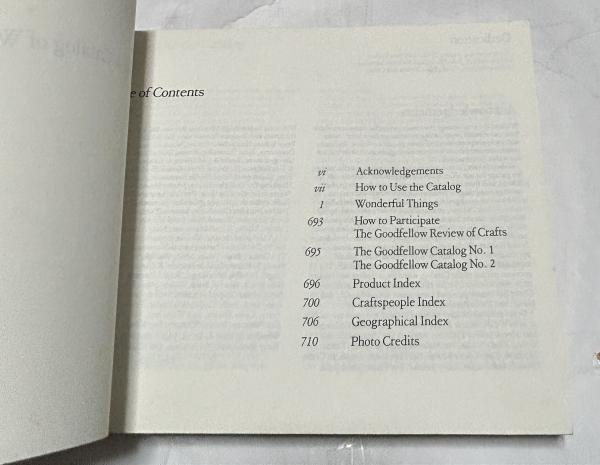 e of Contents
vi Acknowledgements
vii How to Use the Catalog
1 Wonderful Things
693 How to Participate
The Goodfellow Review of Crafts
695 The Goodfellow Catalog No. 1
The Goodfellow Catalog No. 2
696 Product Index
700 Craftspeople Index
706 Geographical Index
710 Photo Credits